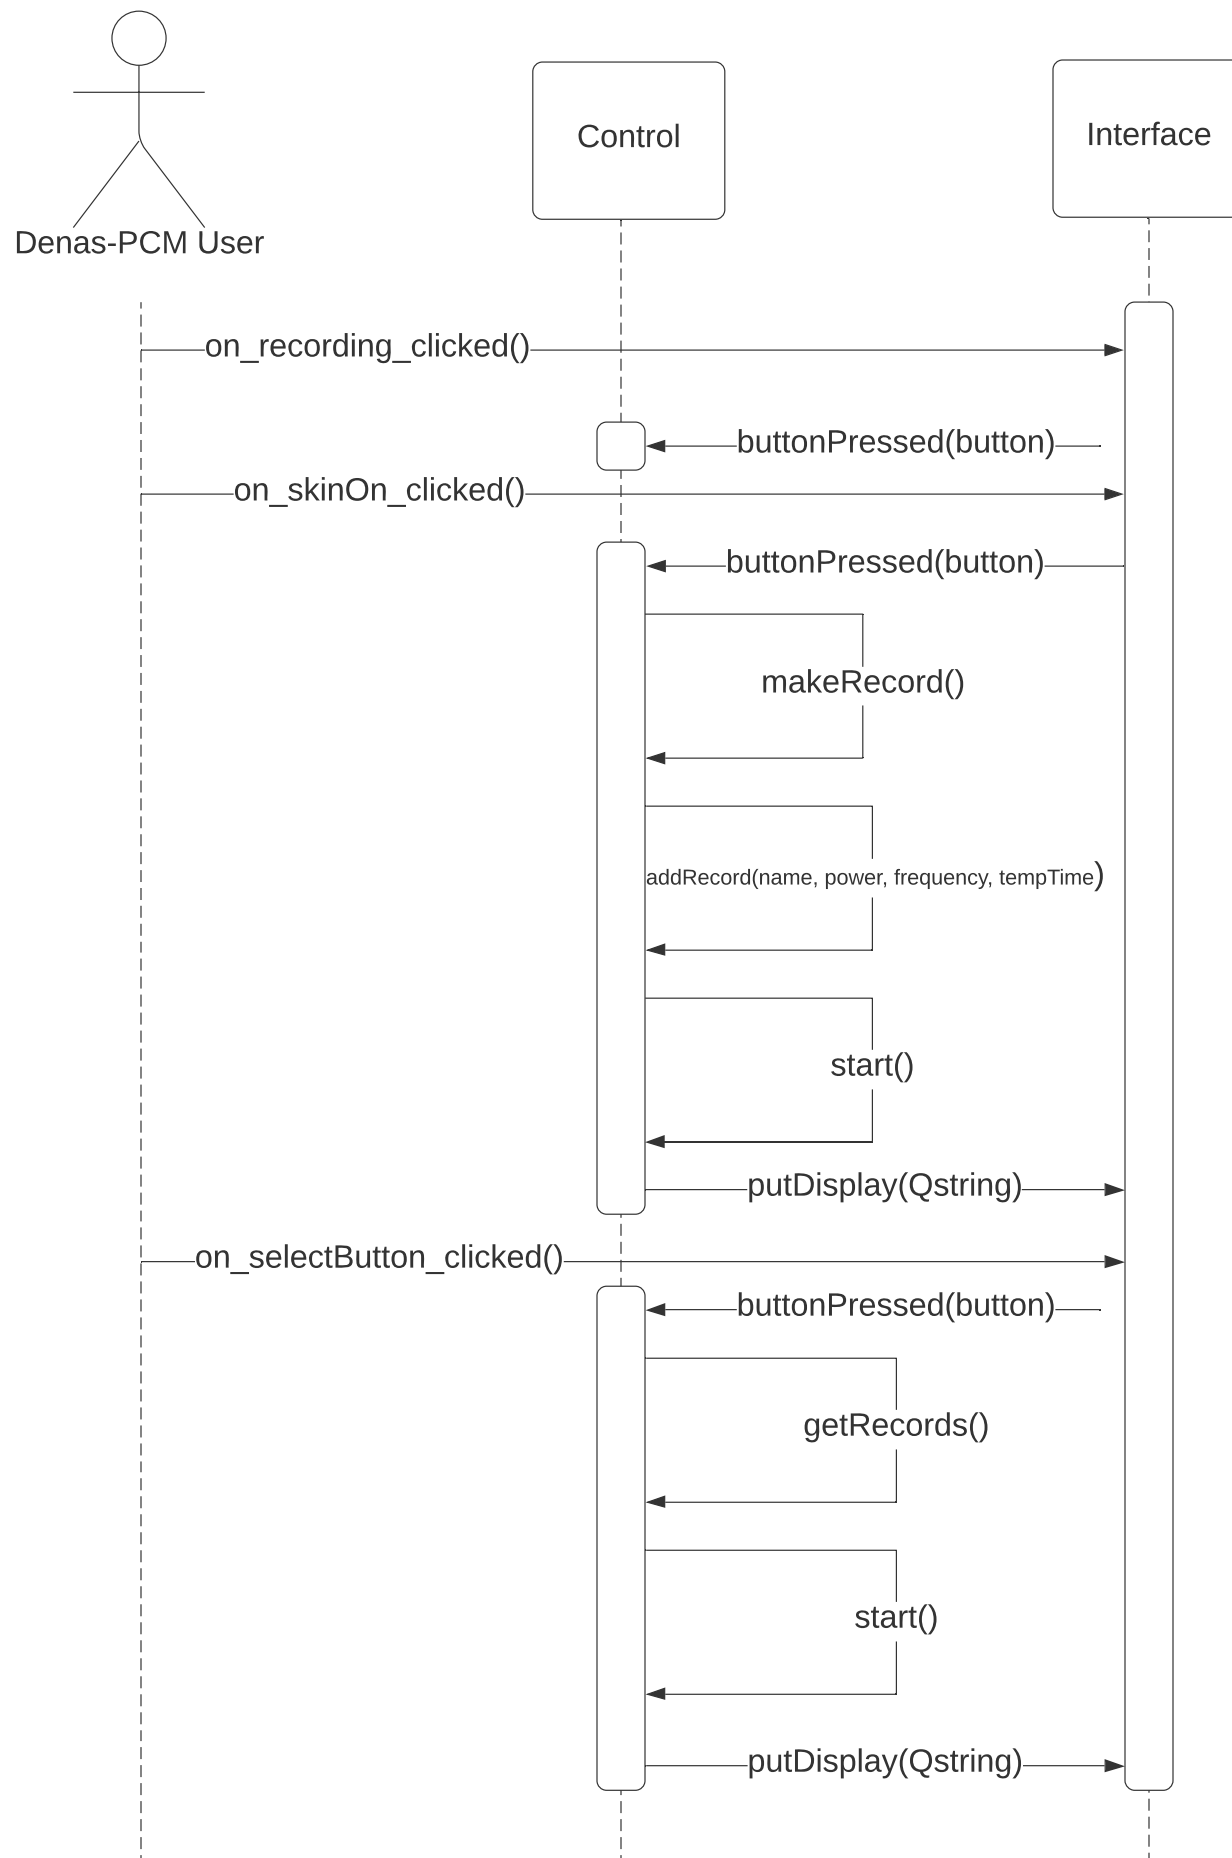 Control
Interface
Denas-PCM User
on_recording_clicked()
buttonPressed(button)
on_skinOn_clicked()
buttonPressed(button)
makeRecord()
addRecord(name, power, frequency, tempTime)
start()
putDisplay(Qstring)
on_selectButton_clicked()
buttonPressed(button)
getRecords()
start()
putDisplay(Qstring)